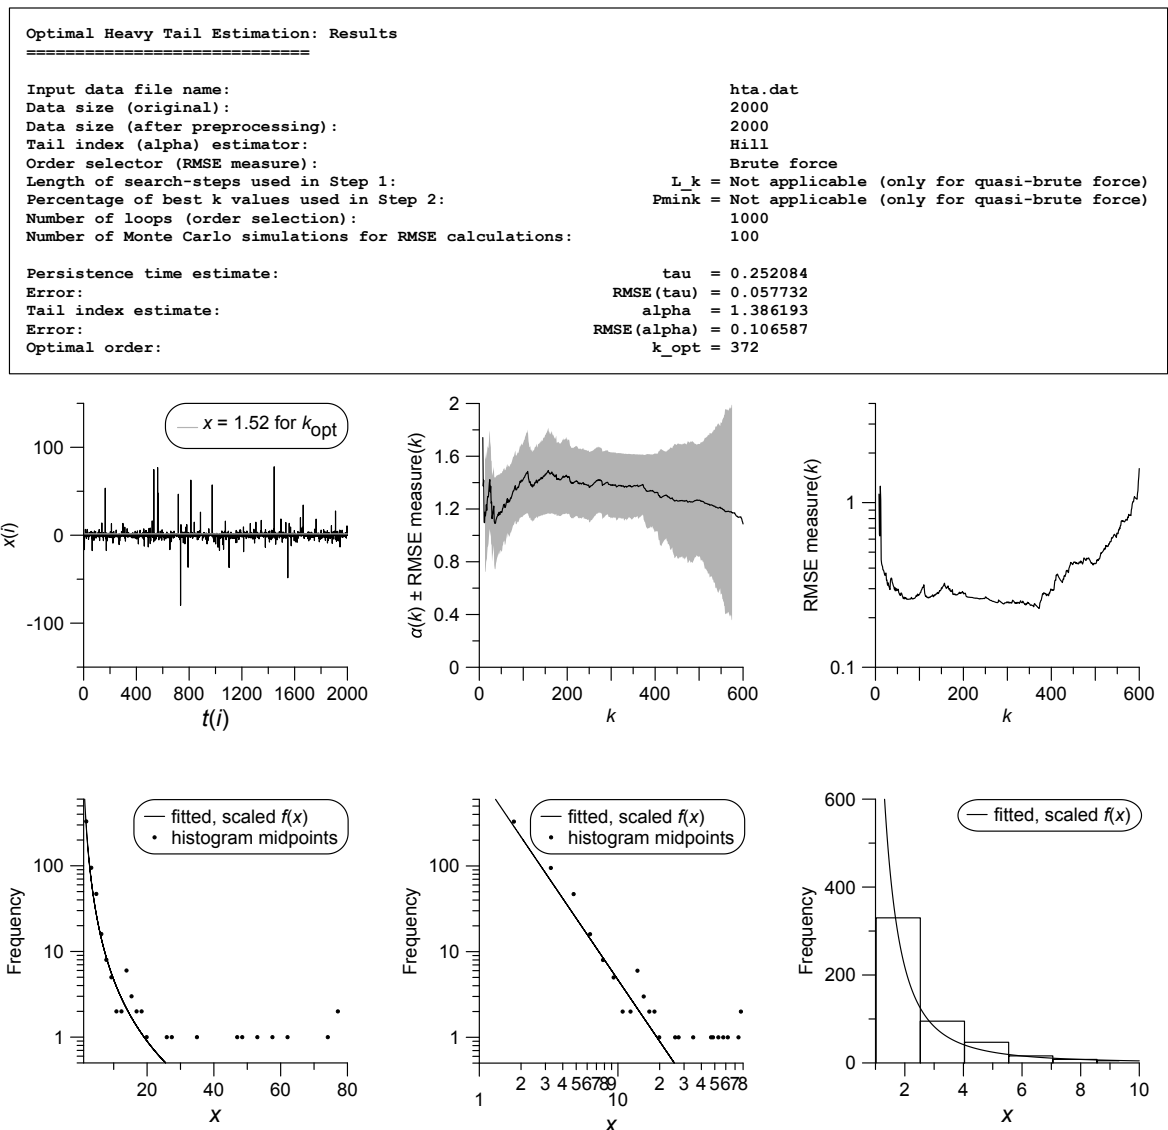 Optimal Heavy Tail Estimation: Results
=============================
Input data file name: hta.dat
Data size (original): 2000
Data size (after preprocessing): 2000
Tail index (alpha) estimator: Hill
Order selector (RMSE measure): Brute force
Length of search-steps used in Step 1: L_k = Not applicable (only for quasi-brute force)
Percentage of best k values used in Step 2: Pmink = Not applicable (only for quasi-brute force)
Number of loops (order selection): 1000
Number of Monte Carlo simulations for RMSE calculations: 100
Persistence time estimate: tau = 0.252084
Error: RMSE(tau) = 0.057732
Tail index estimate: alpha = 1.386193
Error: RMSE(alpha) = 0.106587
Optimal order: k_opt = 372
x = 1.52 for kopt
100
0
-100
x(i)
0 400 800 1200 1600 2000
t(i)
2
1.6
1.2
0.8
0.4
0
α(k) ± RMSE measure(k)
0 200 400 600
k
1
0.1
RMSE measure(k)
0 200 400 600
k
fitted, scaled f(x)
histogram midpoints
100
10
1
Frequency
20 40 60 80
x
fitted, scaled f(x)
histogram midpoints
100
10
1
Frequency
2 3 4 5 6 7 8 9 2 3 4 5 6 7 8
1 10
x
fitted, scaled f(x)
600
400
200
0
Frequency
2 4 6 8 10
x